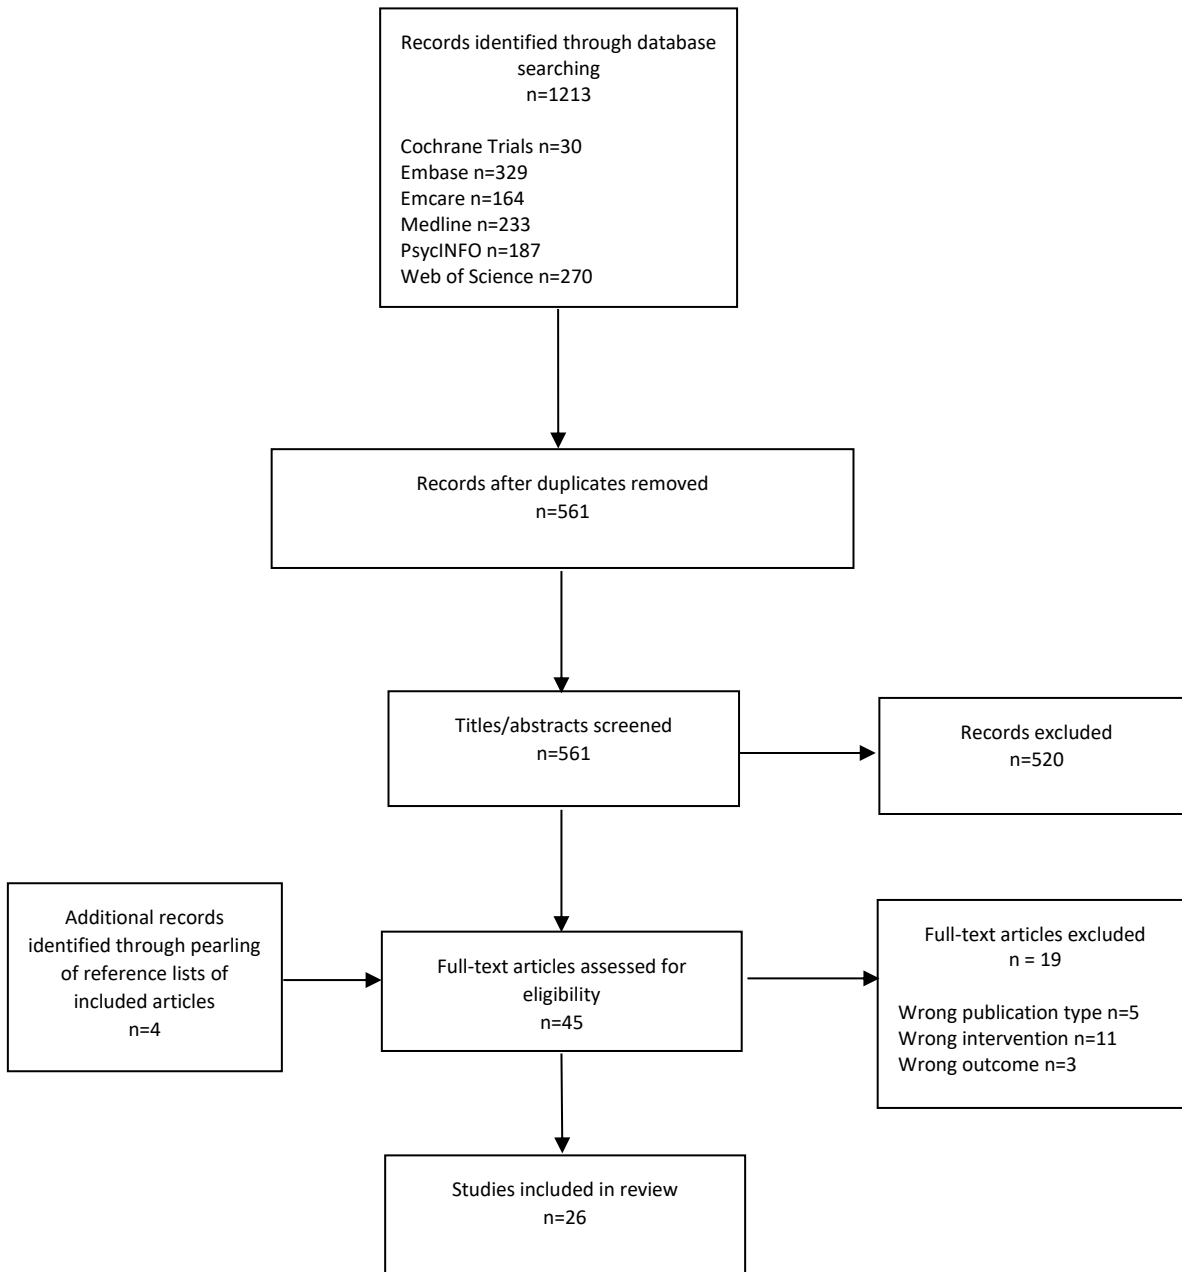 Records identified through database
searching
n=1213
Cochrane Trials n=30
Embase n=329
Emcare n=164
Medline n=233
PsycINFO n=187
Web of Science n=270
Records after duplicates removed
n=561
Titles/abstracts screened
n=561
Records excluded
n=520
Additional records
identified through pearling
of reference lists of
included articles
n=4
Full-text articles assessed for
eligibility
n=45
Full-text articles excluded
n = 19
Wrong publication type n=5
Wrong intervention n=11
Wrong outcome n=3
Studies included in review
n=26